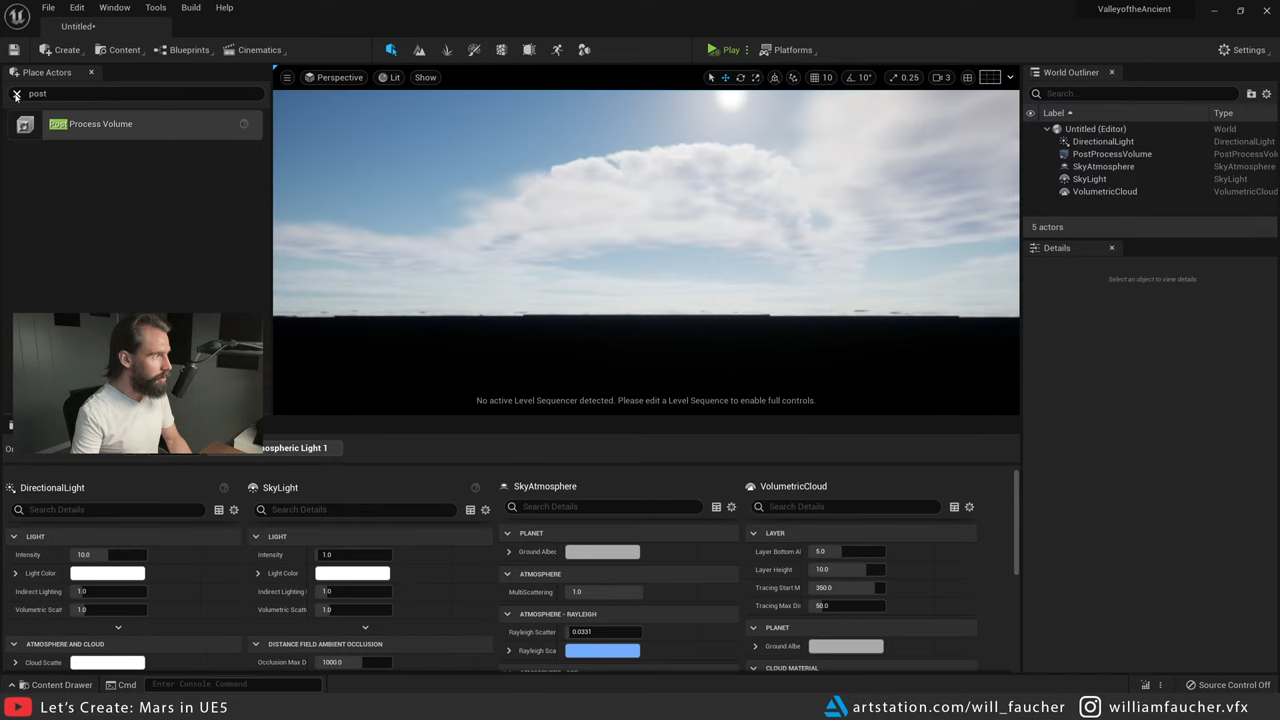 File Edit Window Tools Build Help
ValleyoftheAncient
Untitled*
Create Content Blueprints Cinematics Play Platforms Settings
Place Actors
post
Post Process Volume
Perspective Lit Show
10 10° 0.25 3
No active Level Sequencer detected. Please edit a Level Sequence to enable full controls.
World Outliner
Search...
Label Type
Untitled (Editor) World
DirectionalLight DirectionalLight
PostProcessVolume PostProcessVolu
SkyAtmosphere SkyAtmosphere
SkyLight SkyLight
VolumetricCloud VolumetricCloud
5 actors
Details
Select an object to view details.
mospheric Light 1
DirectionalLight
Search Details
LIGHT
Intensity 10.0
Light Color
Indirect Lighting 1.0
Volumetric Scatt 1.0
ATMOSPHERE AND CLOUD
Cloud Scatte
SkyLight
Search Details
LIGHT
Intensity 1.0
Light Color
Indirect Lighting 1.0
Volumetric Scatt 1.0
DISTANCE FIELD AMBIENT OCCLUSION
Occlusion Max D 1000.0
SkyAtmosphere
Search Details
PLANET
Ground Albec
ATMOSPHERE
MultiScattering 1.0
ATMOSPHERE - RAYLEIGH
Rayleigh Scatter 0.0331
Rayleigh Sca
VolumetricCloud
Search Details
LAYER
Layer Bottom Al 5.0
Layer Height 10.0
Tracing Start M 350.0
Tracing Max Di 50.0
PLANET
Ground Albe
CLOUD MATERIAL
Content Drawer Cmd Enter Console Command Source Control Off
Let's Create: Mars in UE5 artstation.com/will_faucher williamfaucher.vfx